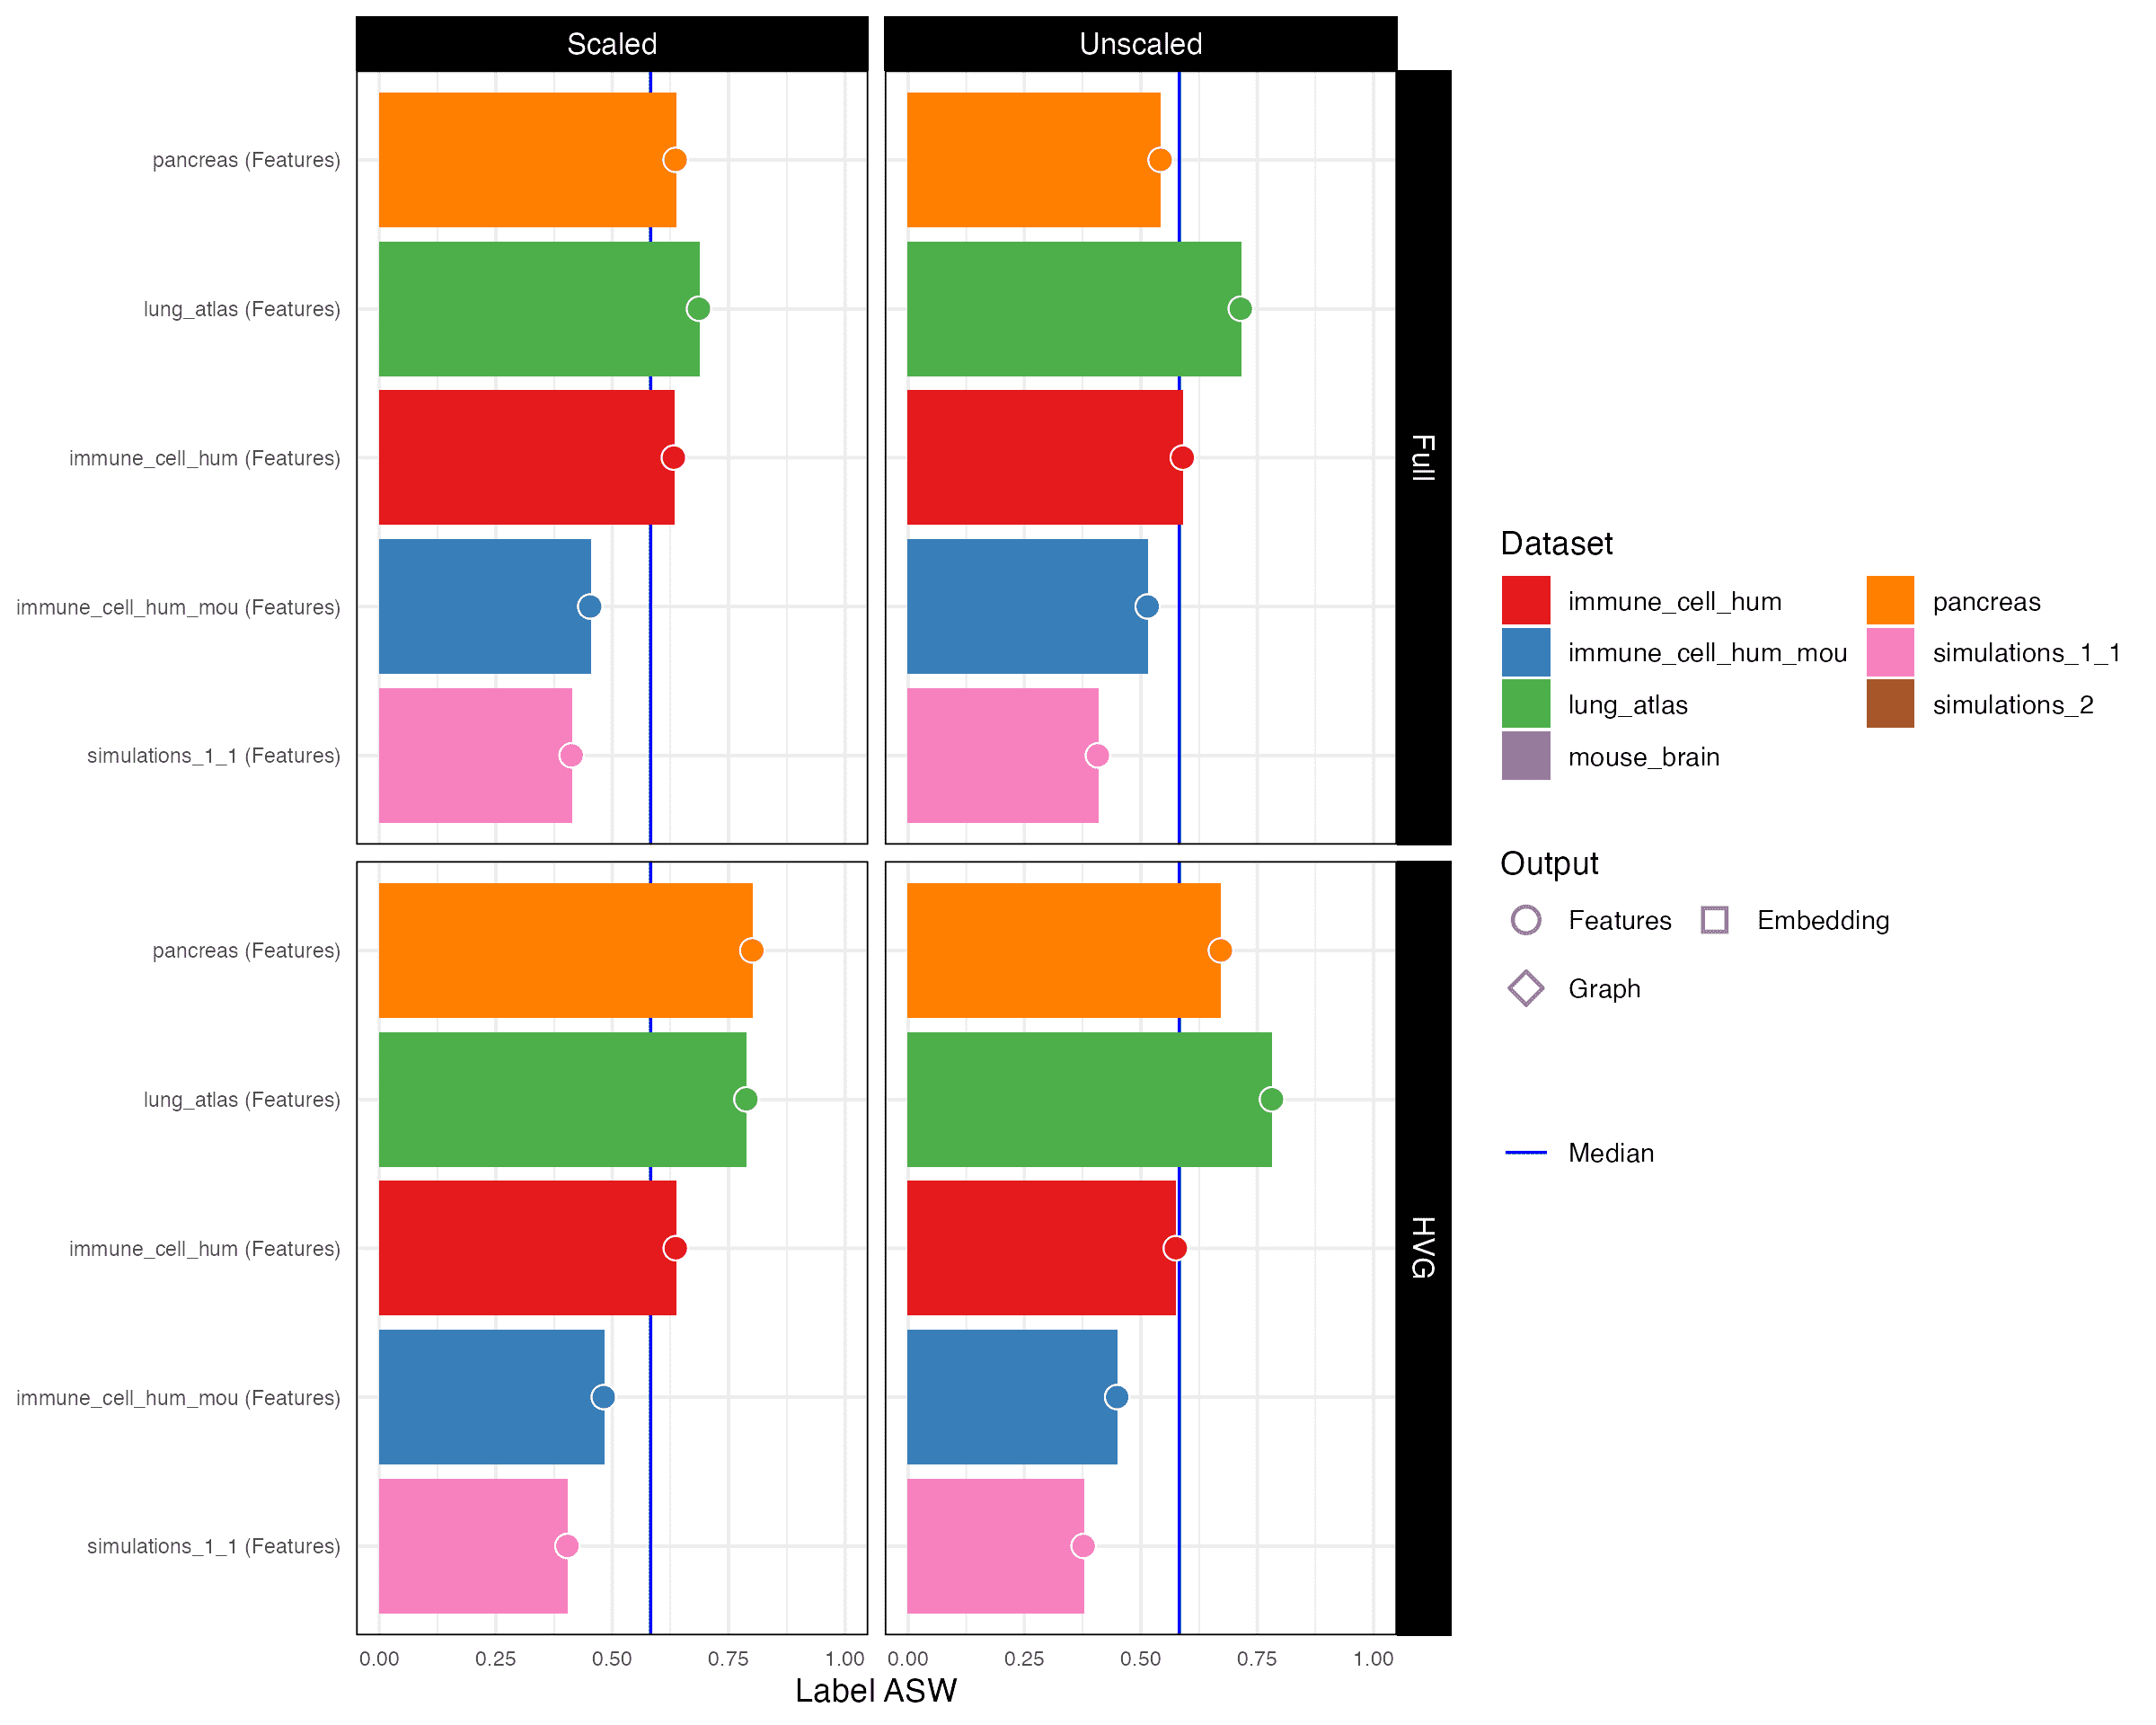 Scaled
Unscaled
pancreas (Features)
lung_atlas (Features)
immune_cell_hum (Features)
immune_cell_hum_mou (Features)
simulations_1_1 (Features)
Full
pancreas (Features)
lung_atlas (Features)
immune_cell_hum (Features)
immune_cell_hum_mou (Features)
simulations_1_1 (Features)
HVG
0.00 0.25 0.50 0.75 1.00
0.00 0.25 0.50 0.75 1.00
Label ASW
Dataset
immune_cell_hum
immune_cell_hum_mou
lung_atlas
mouse_brain
pancreas
simulations_1_1
simulations_2
Output
Features
Embedding
Graph
Median